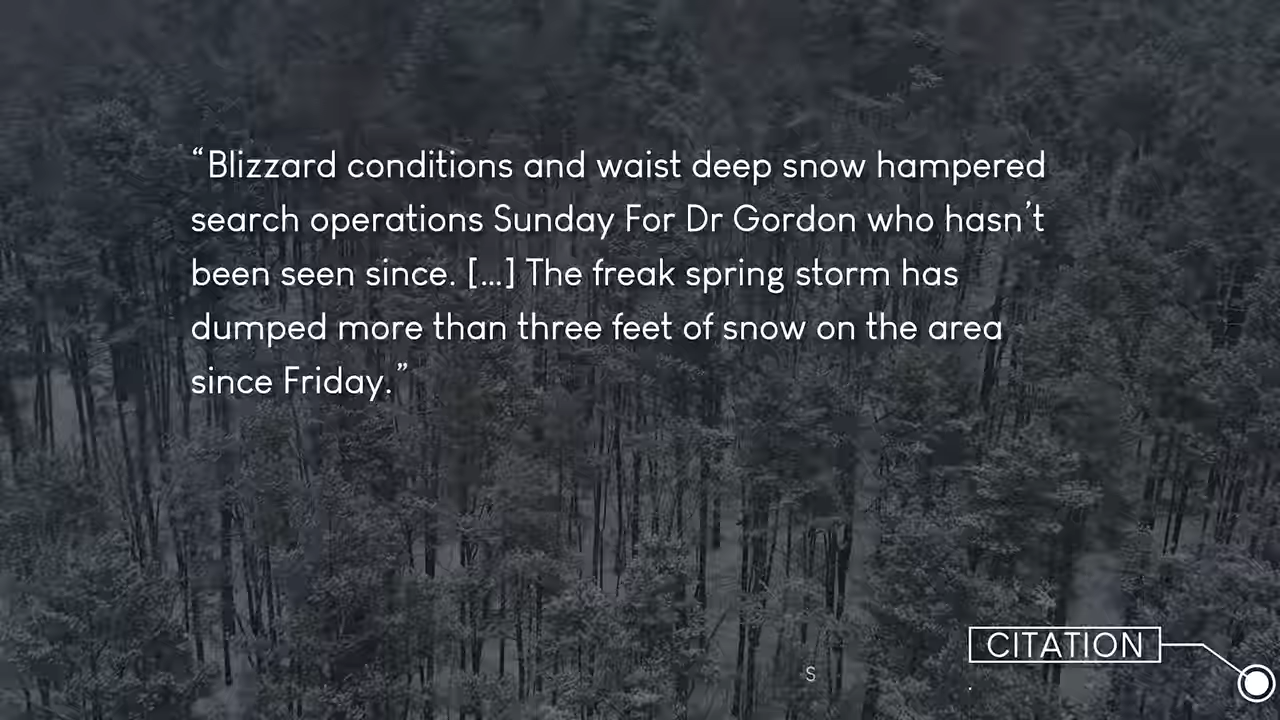 “Blizzard conditions and waist deep snow hampered
search operations Sunday For Dr Gordon who hasn’t
been seen since. [...] The freak spring storm has
dumped more than three feet of snow on the area
since Friday.”
CITATION
S